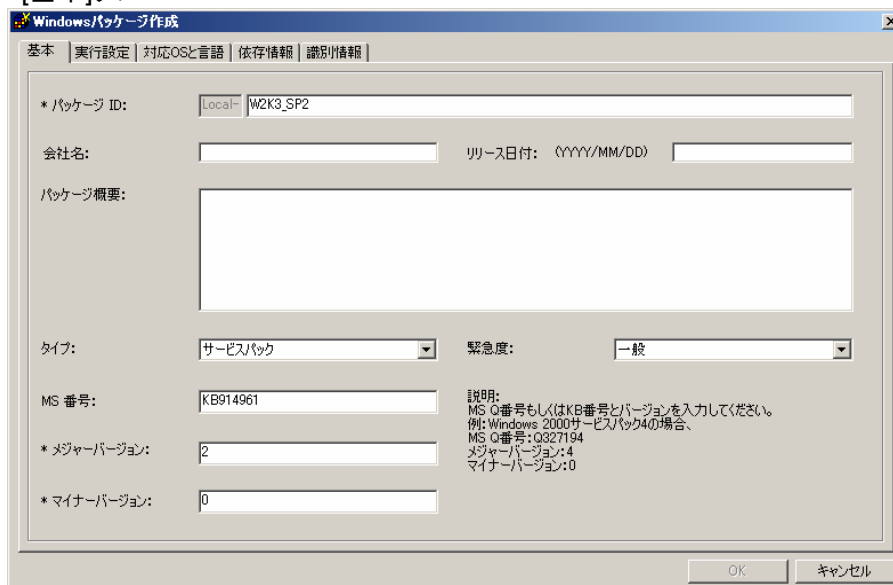 Windowsパッケージ作成
基本 実行設定 対応OSと言語 依存情報 識別情報
* パッケージ ID: Local- W2K3_SP2
会社名: リリース日付: (YYYY/MM/DD)
パッケージ概要:
タイプ: サービスパック 緊急度: 一般
MS 番号: KB914961
説明:
MS Q番号もしくはKB番号とバージョンを入力してください。
例:Windows 2000サービスパック4の場合、
MS Q番号:Q327194
メジャーバージョン:4
マイナーバージョン:0
* メジャーバージョン: 2
* マイナーバージョン: 0
OK キャンセル